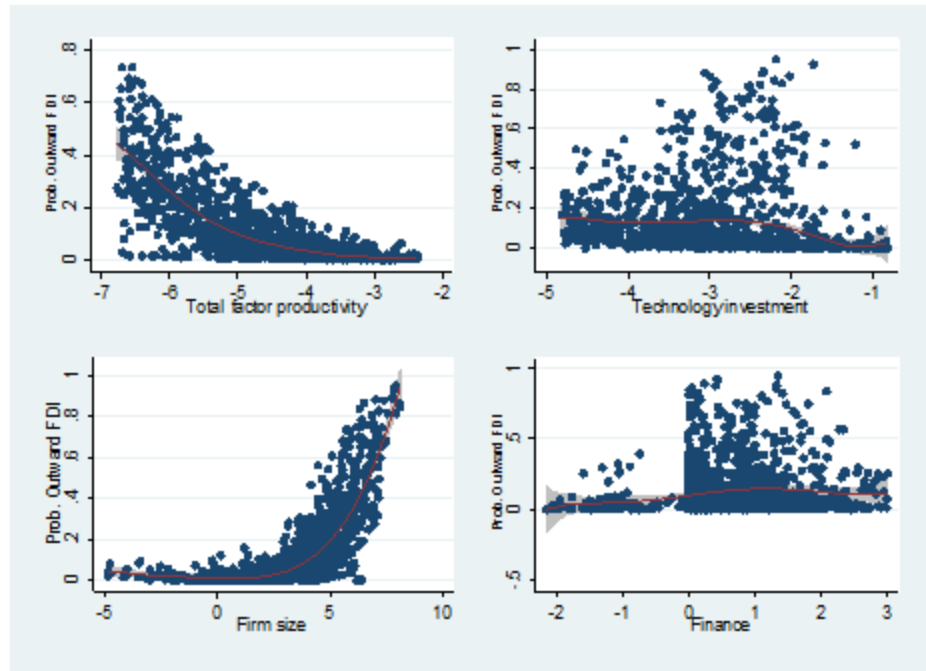 Prob. Outward FDI
.8
.6
.4
.2
0
-7 -6 -5 -4 -3 -2
Total factor productivity
Prob. Outward FDI
1
.8
.6
.4
.2
0
-5 -4 -3 -2 -1
Technology investment
Prob. Outward FDI
1
.8
.6
.4
.2
0
-5 0 5 10
Firm size
Prob. Outward FDI
1
.5
0
-.5
-2 -1 0 1 2 3
Finance